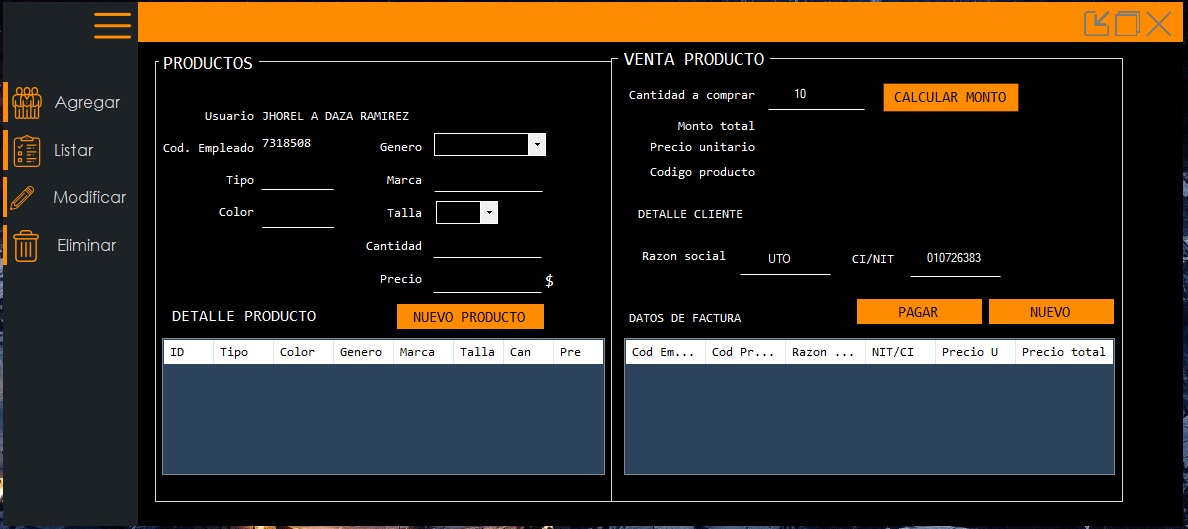 Agregar
Listar
Modificar
Eliminar
PRODUCTOS
Usuario JHOREL A DAZA RAMIREZ
Cod. Empleado 7318508
Genero
Tipo
Marca
Color
Talla
Cantidad
Precio
$
DETALLE PRODUCTO
NUEVO PRODUCTO
ID Tipo Color Genero Marca Talla Can Pre
VENTA PRODUCTO
Cantidad a comprar 10
CALCULAR MONTO
Monto total
Precio unitario
Codigo producto
DETALLE CLIENTE
Razon social UTO CI/NIT 010726383
DATOS DE FACTURA
PAGAR
NUEVO
Cod Em... Cod Pr... Razon ... NIT/CI Precio U Precio total